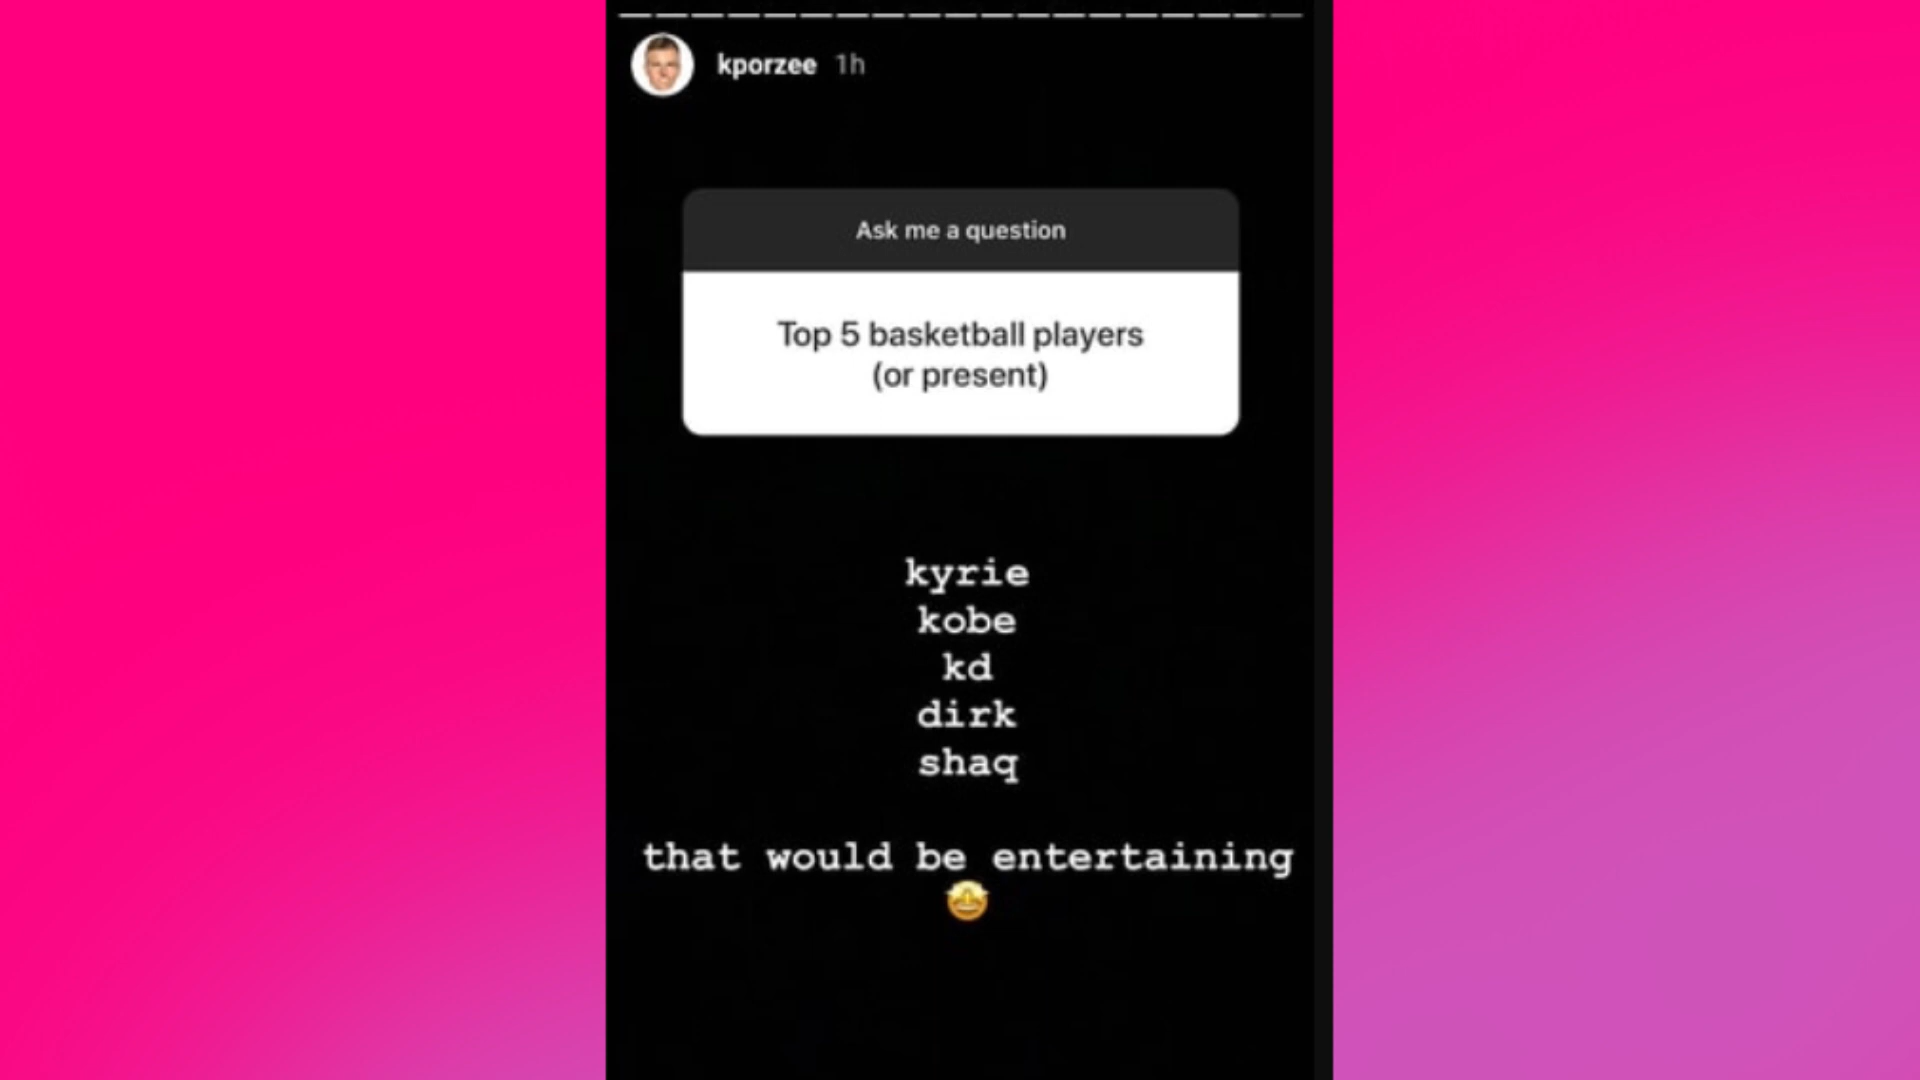 kporzee 1h
Ask me a question
Top 5 basketball players
(or present)
kyrie
kobe
kd
dirk
shaq
that would be entertaining
🤩